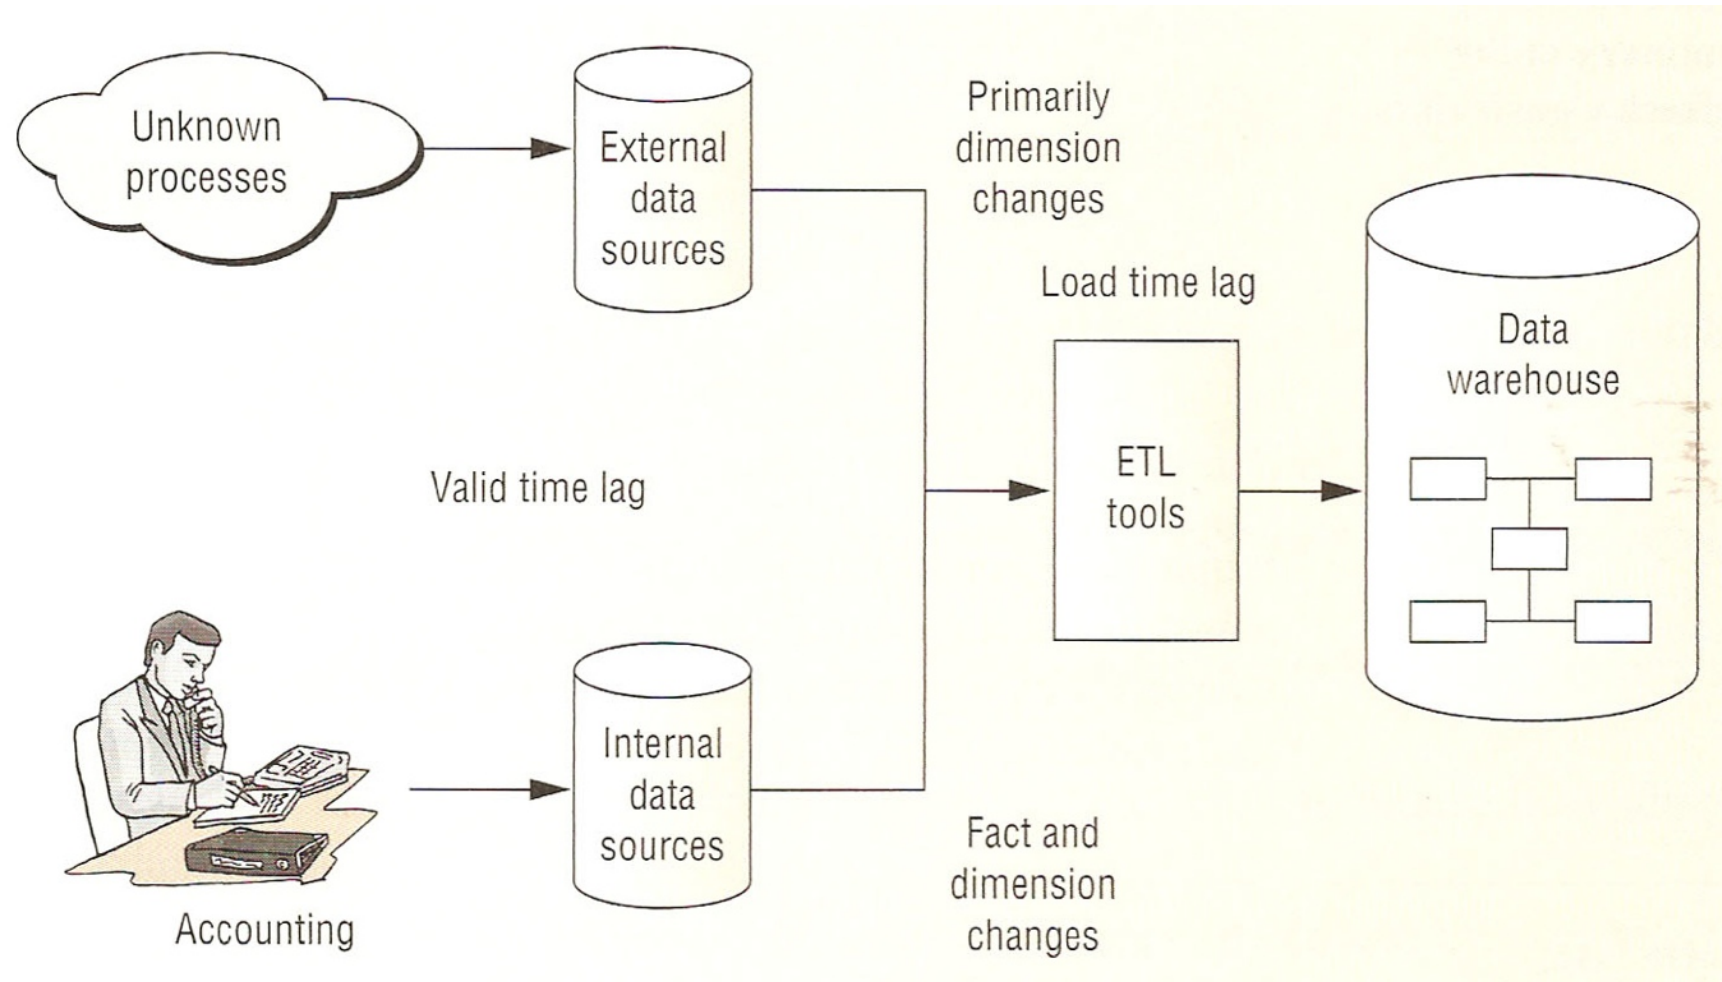 Unknown
processes
External
data
sources
Primarily
dimension
changes
Load time lag
Data
warehouse
ETL
tools
Valid time lag
Internal
data
sources
Accounting
Fact and
dimension
changes